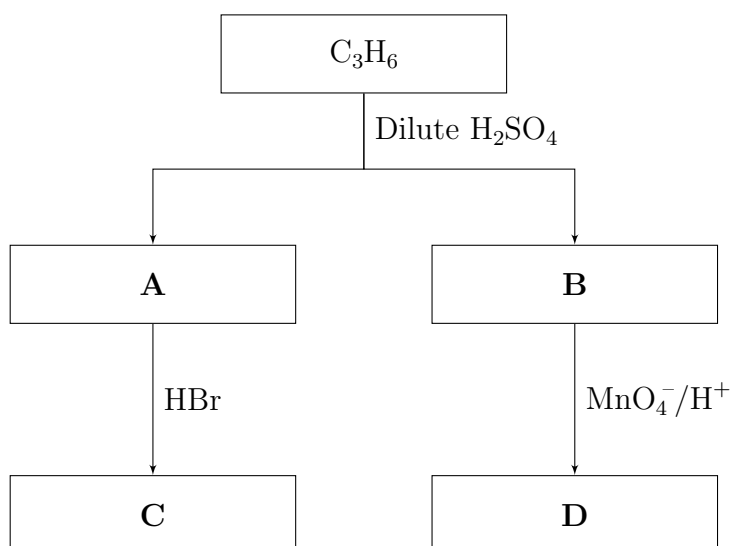 C₃H₆
Dilute H₂SO₄
A
B
HBr
MnO₄⁻/H⁺
C
D